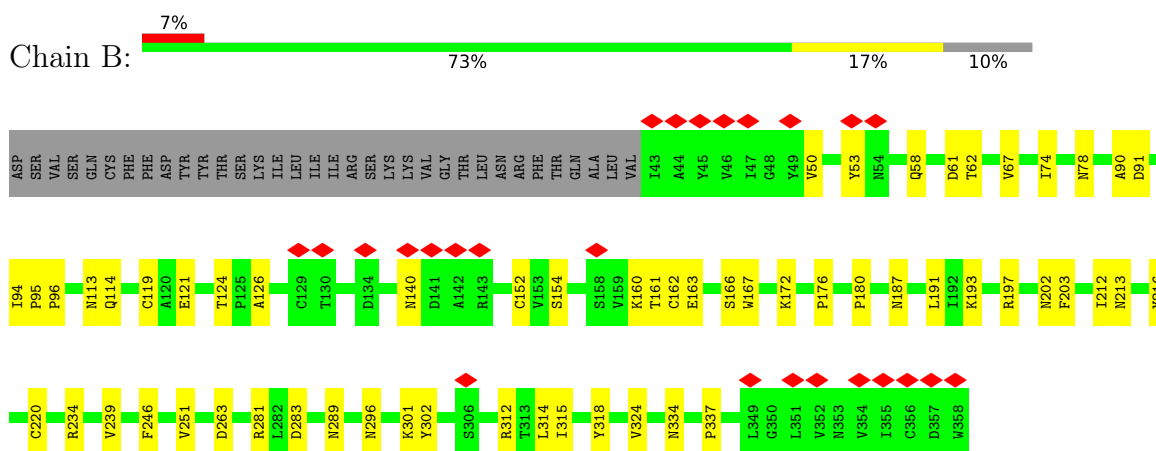 7%
Chain B:
73% 17% 10%
ASP SER VAL SER GLN CYS PHE PHE ASP TYR TYR THR SER LYS ILE LEU ILE ILE ARG SER LYS LYS VAL GLY THR LEU ASN ARG PHE THR GLN ALA LEU VAL I43 A44 Y45 V46 I47 G48 Y49 V50 Y53 N54 Q58 D61 T62 V67 I74 N78 A90 D91
I94 P95 P96 N113 Q114 C119 A120 E121 T124 P125 A126 C129 T130 D134 N140 D141 A142 R143 C152 V153 S154 S158 V159 K160 T161 C162 E163 S166 W167 K172 P176 P180 N187 L191 I192 K193 R197 N202 F203 I212 N213
C220 R234 V239 F246 V251 D263 R281 L282 D283 N289 N296 K301 Y302 S306 R312 T313 L314 I315 Y318 V324 N334 P337 L349 G350 L351 V352 N353 V354 I355 C356 D357 W358